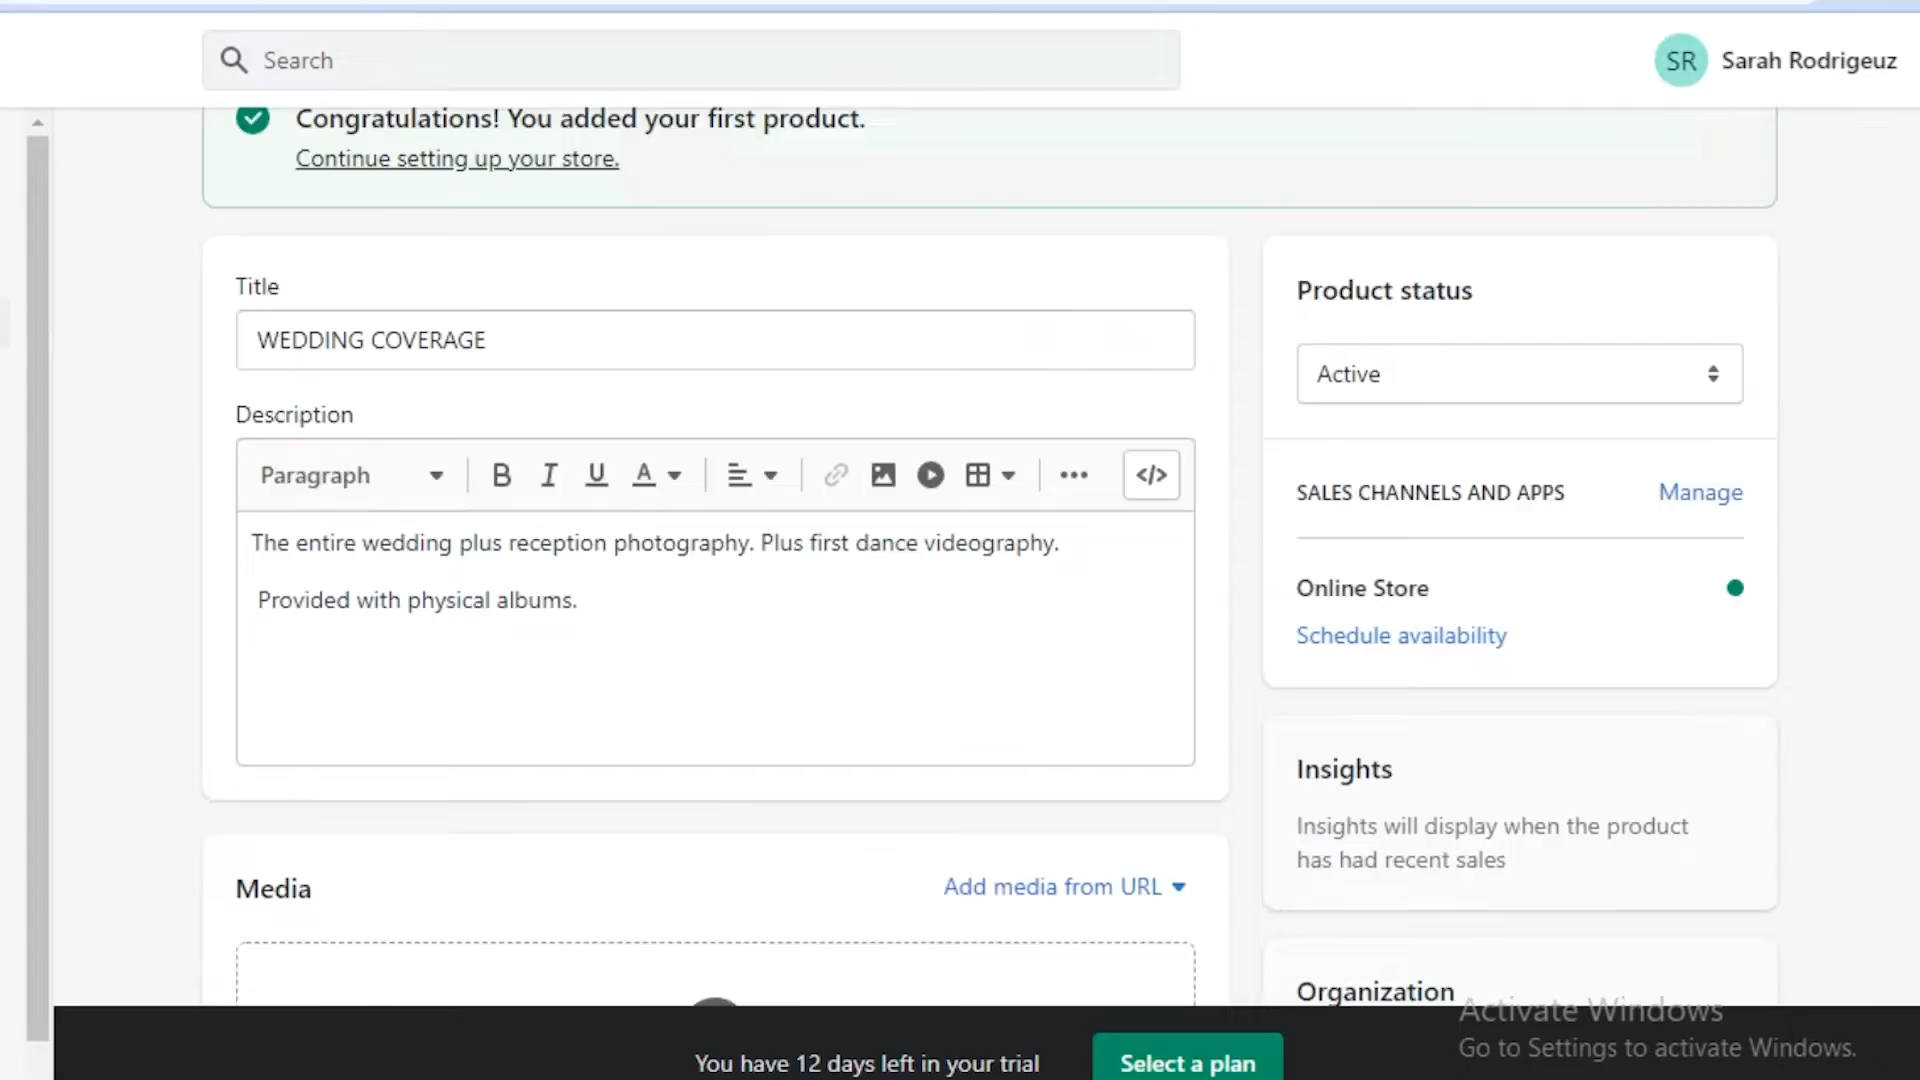 Search
SR Sarah Rodrigeuz
Congratulations! You added your first product.
Continue setting up your store.
Title
WEDDING COVERAGE
Description
Paragraph B I U A
The entire wedding plus reception photography. Plus first dance videography.
Provided with physical albums.
Media Add media from URL
Product status
Active
SALES CHANNELS AND APPS Manage
Online Store
Schedule availability
Insights
Insights will display when the product
has had recent sales
Organization
You have 12 days left in your trial Select a plan
Activate Windows
Go to Settings to activate Windows.